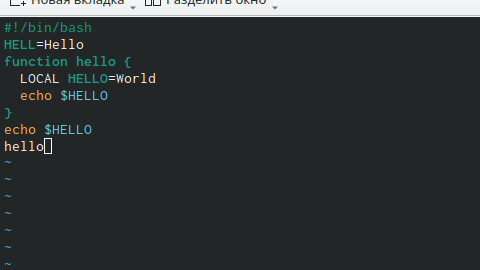 Новая вкладка Разделить окно
#!/bin/bash
HELL=Hello
function hello {
LOCAL HELLO=World
echo $HELLO
}
echo $HELLO
hello
~
~
~
~
~
~
~